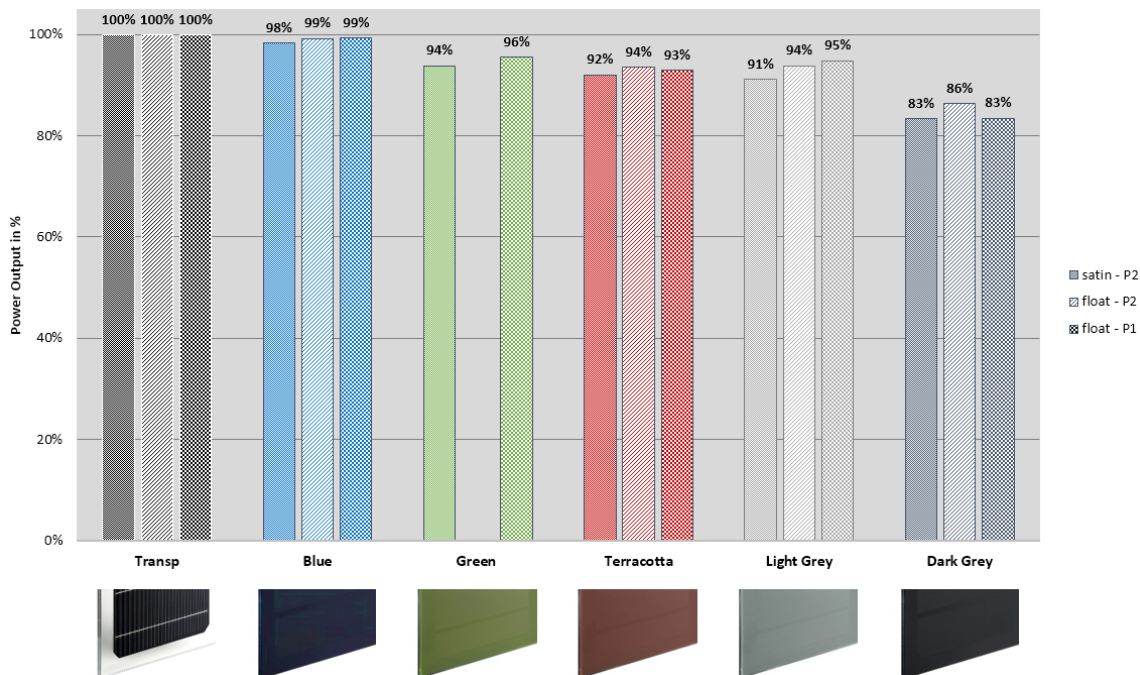 100% 100% 100%
98% 99% 99%
94% 96%
92% 94% 93%
91% 94% 95%
83% 86% 83%
100%
80%
60%
40%
20%
0%
Power Output in %
Transp Blue Green Terracotta Light Grey Dark Grey
satin - P2
float - P2
float - P1